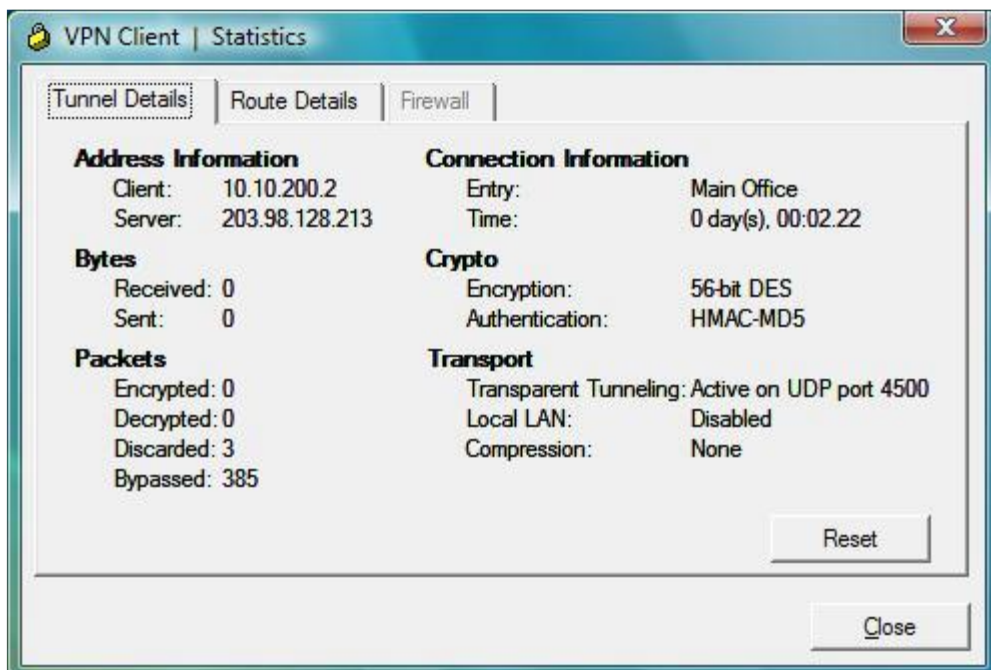 VPN Client | Statistics
Tunnel Details
Route Details
Firewall
Address Information
Client: 10.10.200.2
Server: 203.98.128.213
Connection Information
Entry: Main Office
Time: 0 day(s), 00:02.22
Bytes
Received: 0
Sent: 0
Crypto
Encryption: 56-bit DES
Authentication: HMAC-MD5
Packets
Encrypted: 0
Decrypted: 0
Discarded: 3
Bypassed: 385
Transport
Transparent Tunneling: Active on UDP port 4500
Local LAN: Disabled
Compression: None
Reset
Close